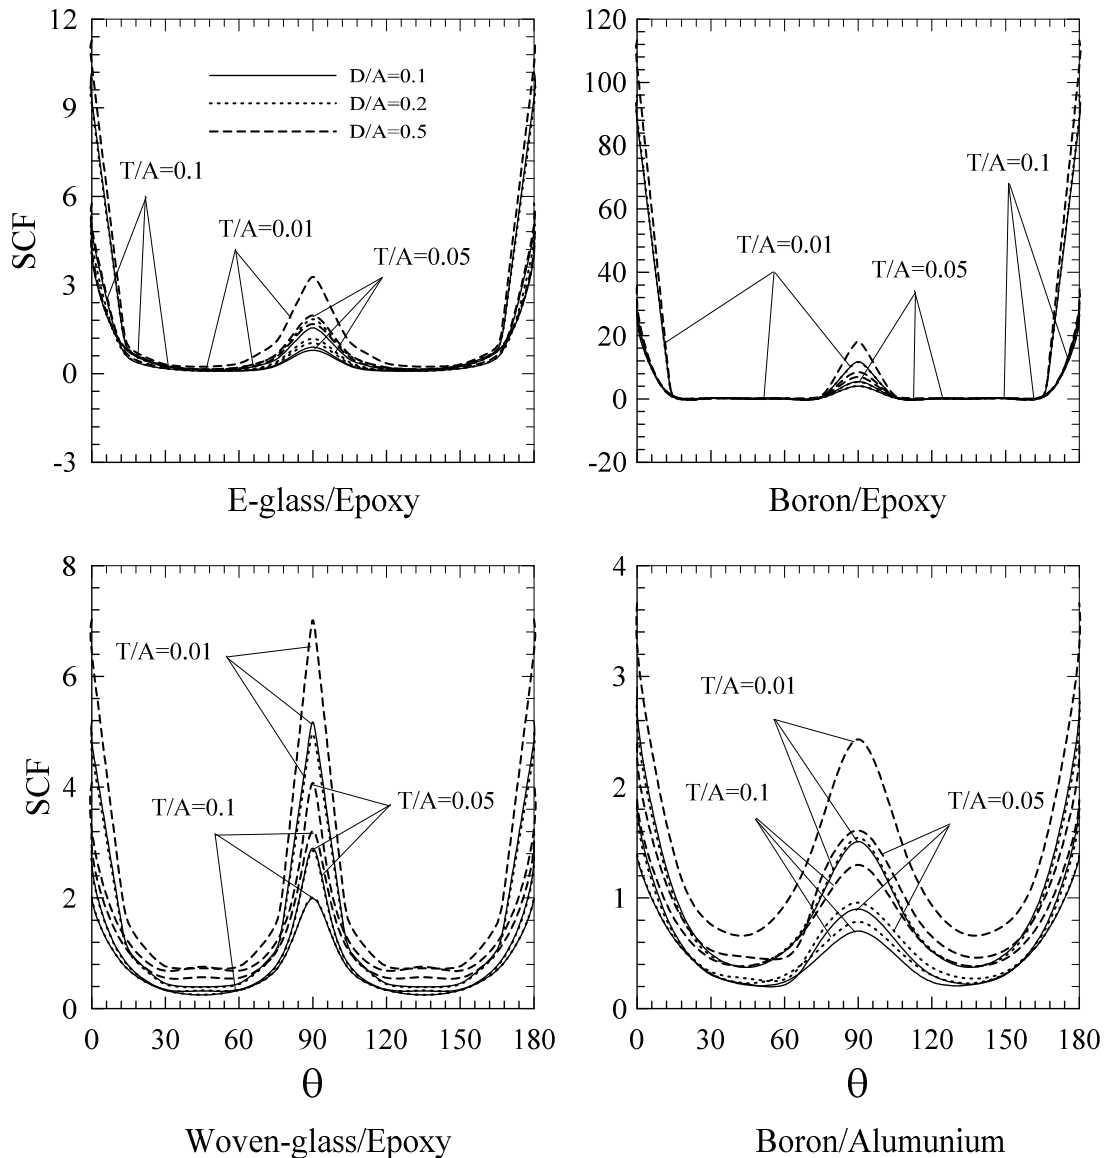 12
9
6
3
0
-3
SCF
D/A=0.1
D/A=0.2
D/A=0.5
T/A=0.1
T/A=0.01
T/A=0.05
E-glass/Epoxy
120
100
80
60
40
20
0
-20
T/A=0.1
T/A=0.01
T/A=0.05
Boron/Epoxy
8
6
4
2
0
SCF
T/A=0.01
T/A=0.1
T/A=0.05
0 30 60 90 120 150 180
θ
Woven-glass/Epoxy
4
3
2
1
0
T/A=0.01
T/A=0.1
T/A=0.05
0 30 60 90 120 150 180
θ
Boron/Alumunium